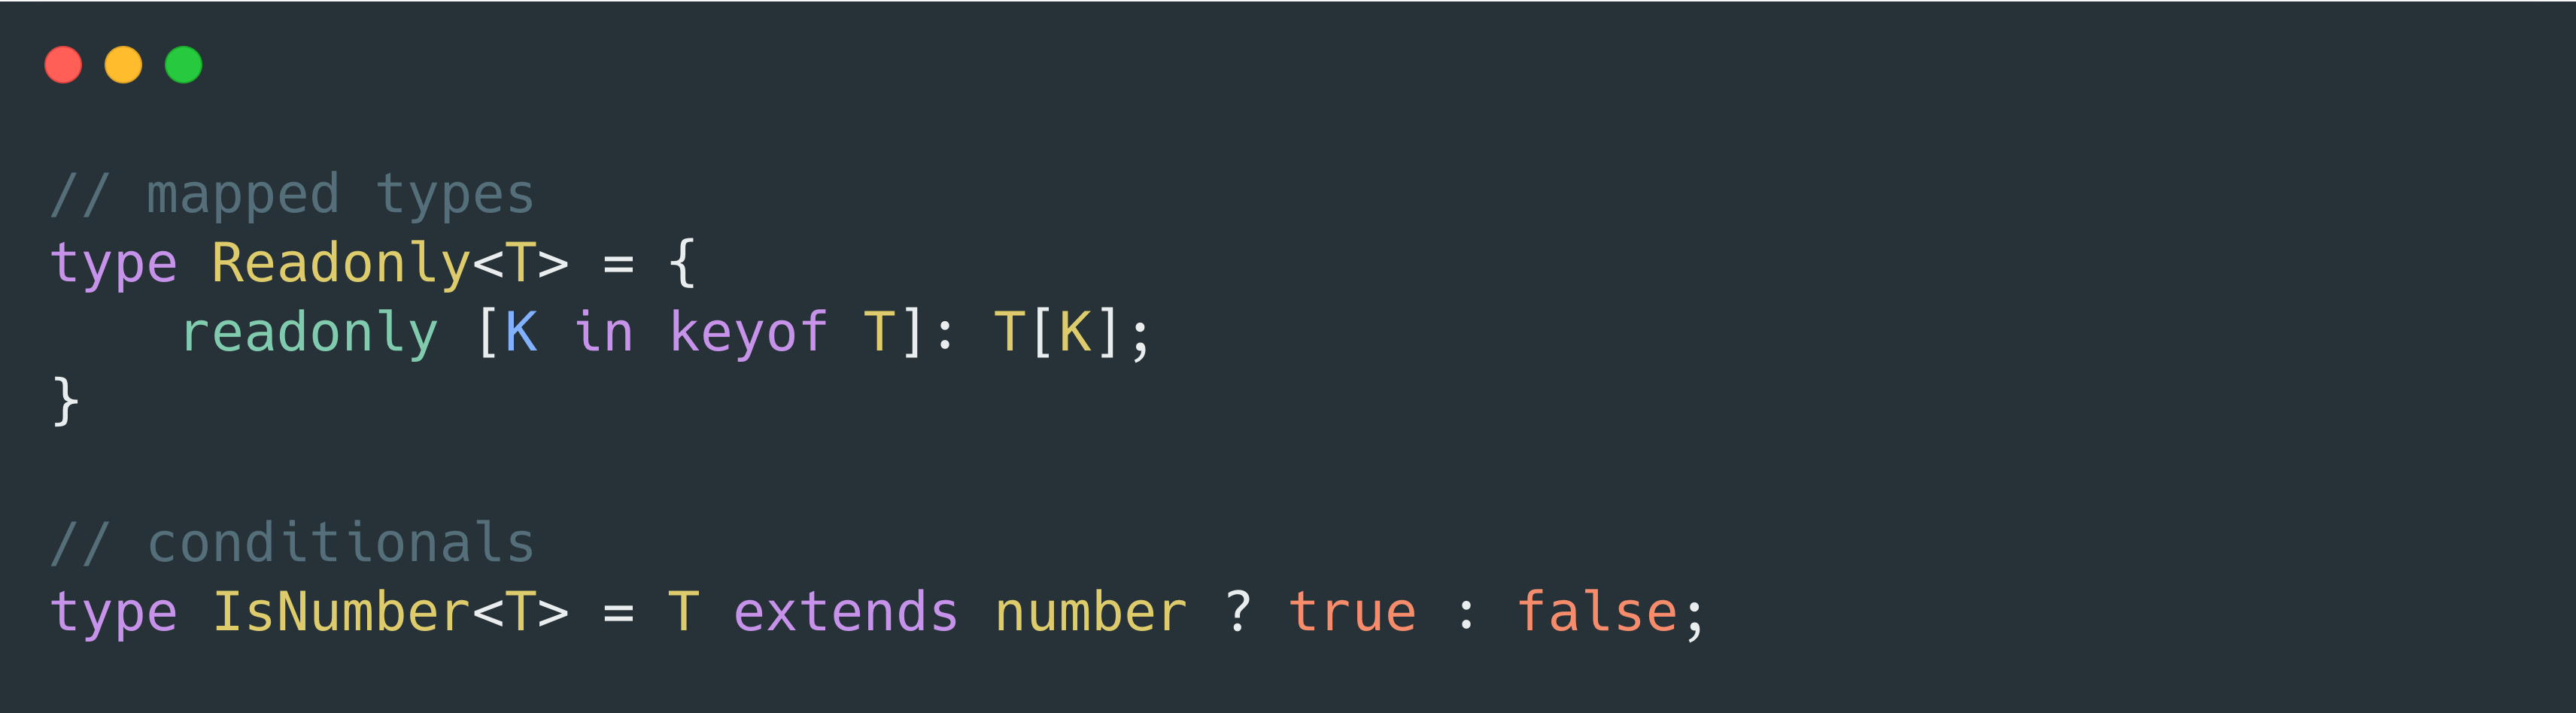 // mapped types
type Readonly<T> = {
    readonly [K in keyof T]: T[K];
}
// conditionals
type IsNumber<T> = T extends number ? true : false;